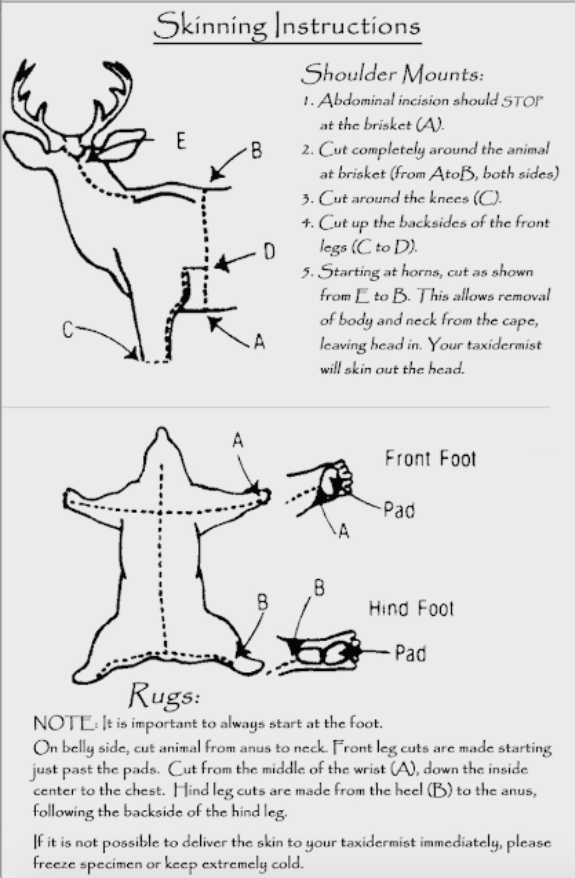 Skinning Instructions
Shoulder Mounts:
1. Abdominal incision should STOP
at the brisket (A).
2. Cut completely around the animal
at brisket (from AtoB, both sides)
3. Cut around the knees (C).
4. Cut up the backsides of the front
legs (C to D).
5. Starting at horns, cut as shown
from E to B. This allows removal
of body and neck from the cape,
leaving head in. Your taxidermist
will skin out the head.
E
B
D
C
A
A
Front Foot
Pad
A
B
B
Hind Foot
Pad
Rugs:
NOTE: It is important to always start at the foot.
On belly side, cut animal from anus to neck. Front leg cuts are made starting
just past the pads. Cut from the middle of the wrist (A), down the inside
center to the chest. Hind leg cuts are made from the heel (B) to the anus,
following the backside of the hind leg.
If it is not possible to deliver the skin to your taxidermist immediately, please
freeze specimen or keep extremely cold.